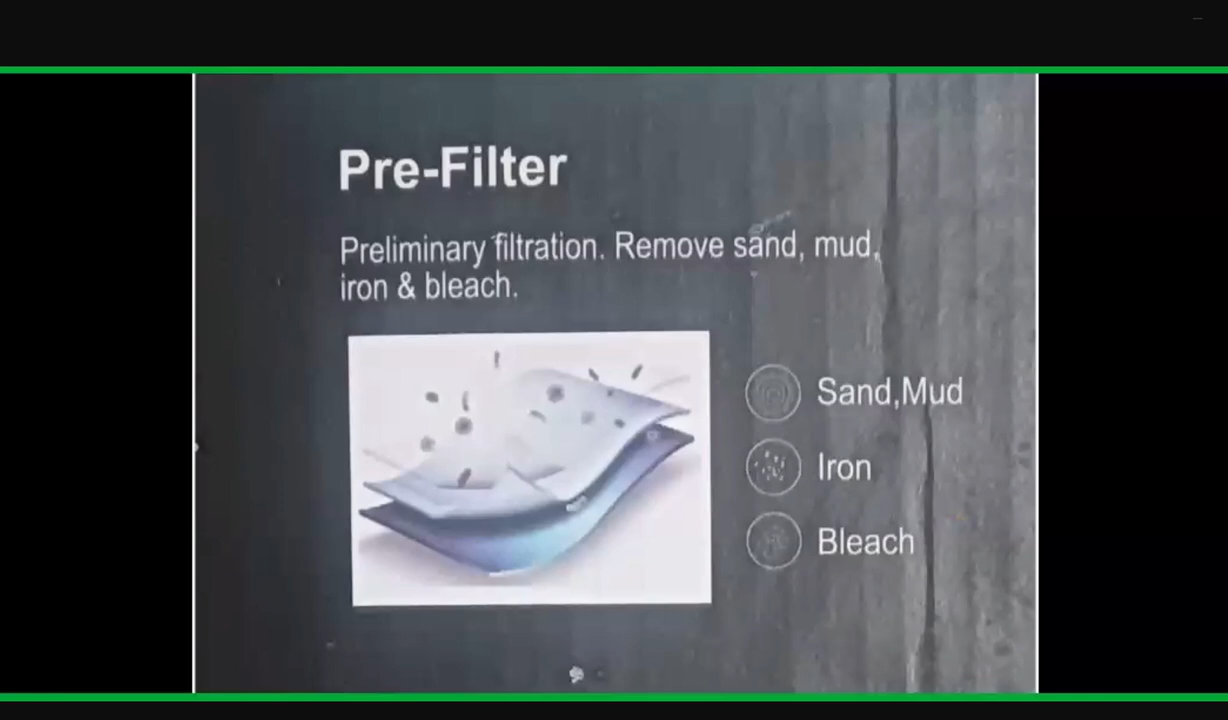 Pre-Filter
Preliminary filtration. Remove sand, mud,
iron & bleach.
Sand,Mud
Iron
Bleach